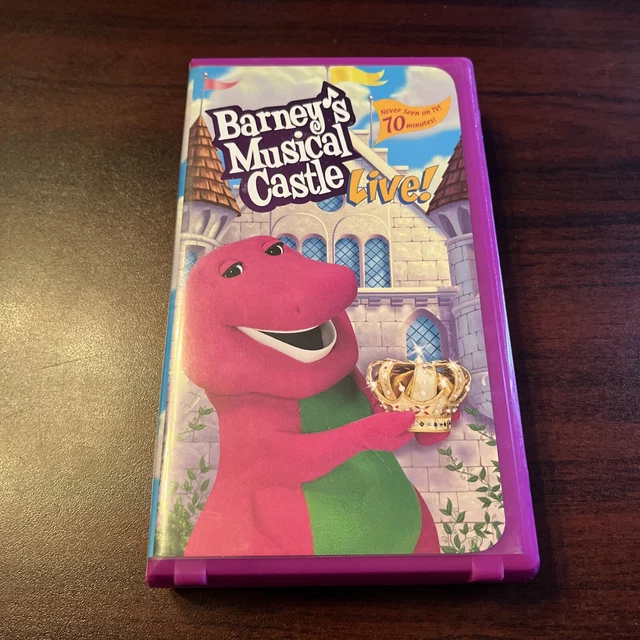 Barney's
Musical
Castle Live!
Never Seen on TV!
70 minutes!